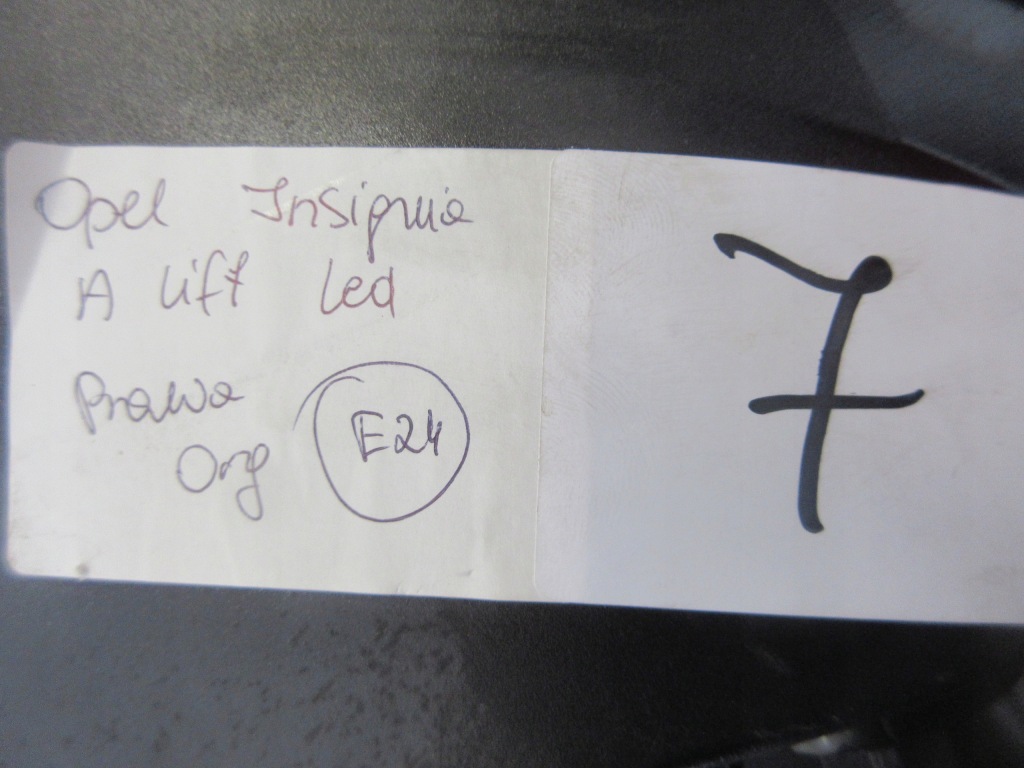 Opel Insignia
A lift led
Prawa
Org
E24
7